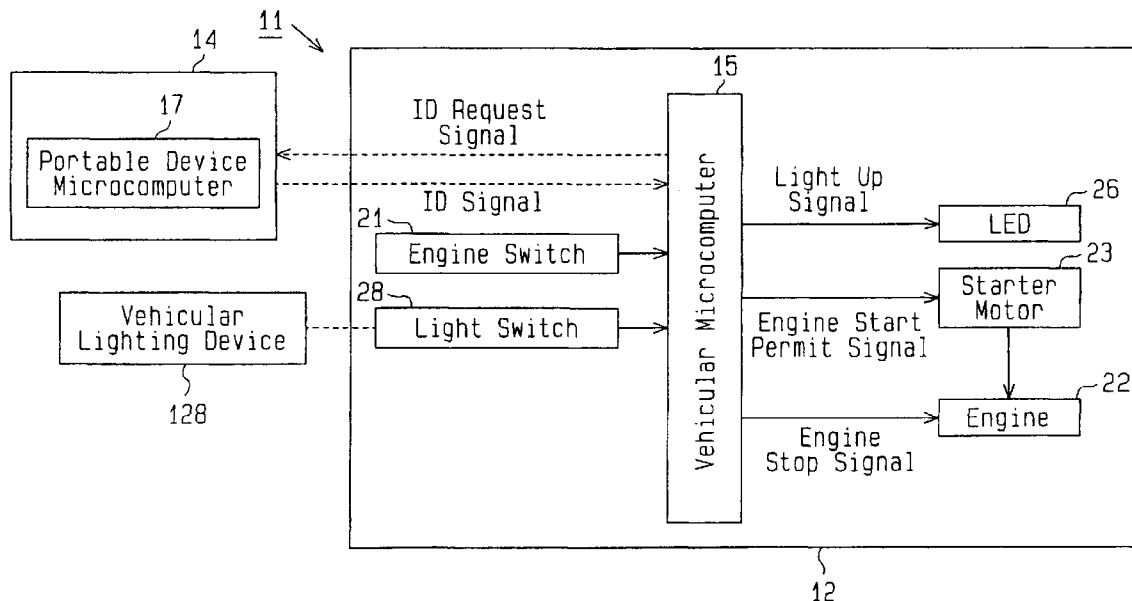 11
14
17
Portable Device
Microcomputer
15
ID Request
Signal
ID Signal
21
Engine Switch
28
Light Switch
Vehicular
Lighting Device
128
Vehicular Microcomputer
Light Up
Signal
26
LED
23
Starter
Motor
Engine Start
Permit Signal
22
Engine
Engine
Stop Signal
12